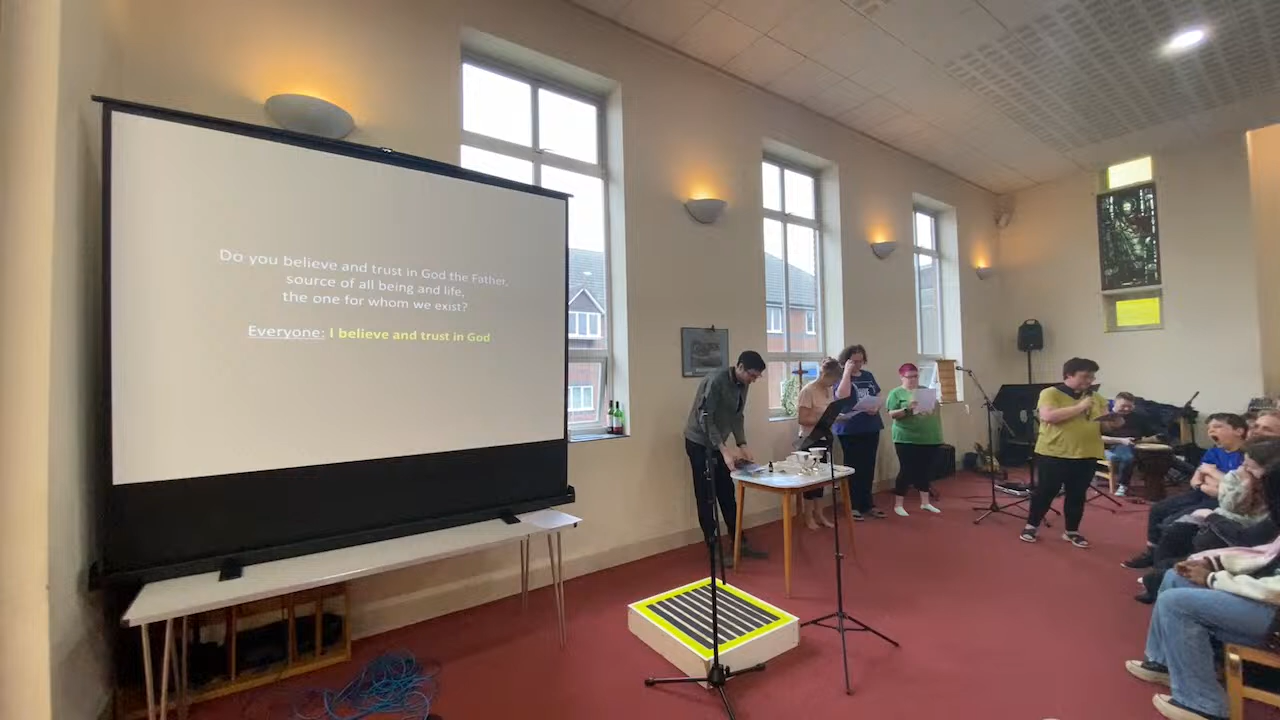 Do you believe and trust in God the Father,
source of all being and life,
the one for whom we exist?
Everyone: I believe and trust in God